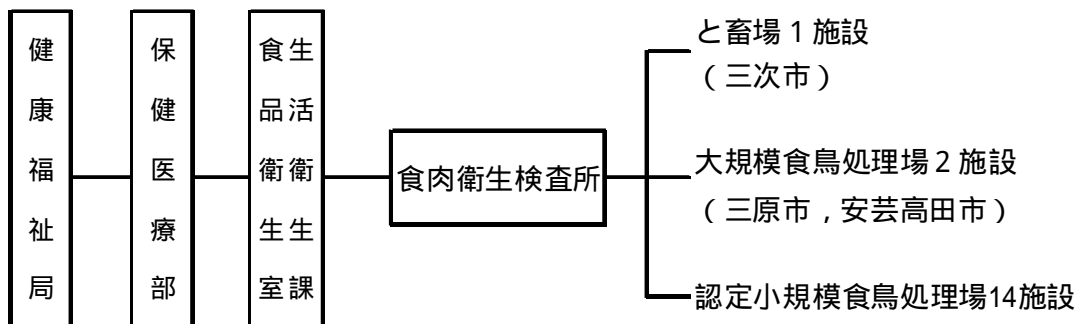 健康福祉局
保健医療部
生活衛生課
食品衛生室
食肉衛生検査所
と畜場1施設
(三次市)
大規模食鳥処理場2施設
(三原市,安芸高田市)
認定小規模食鳥処理場14施設